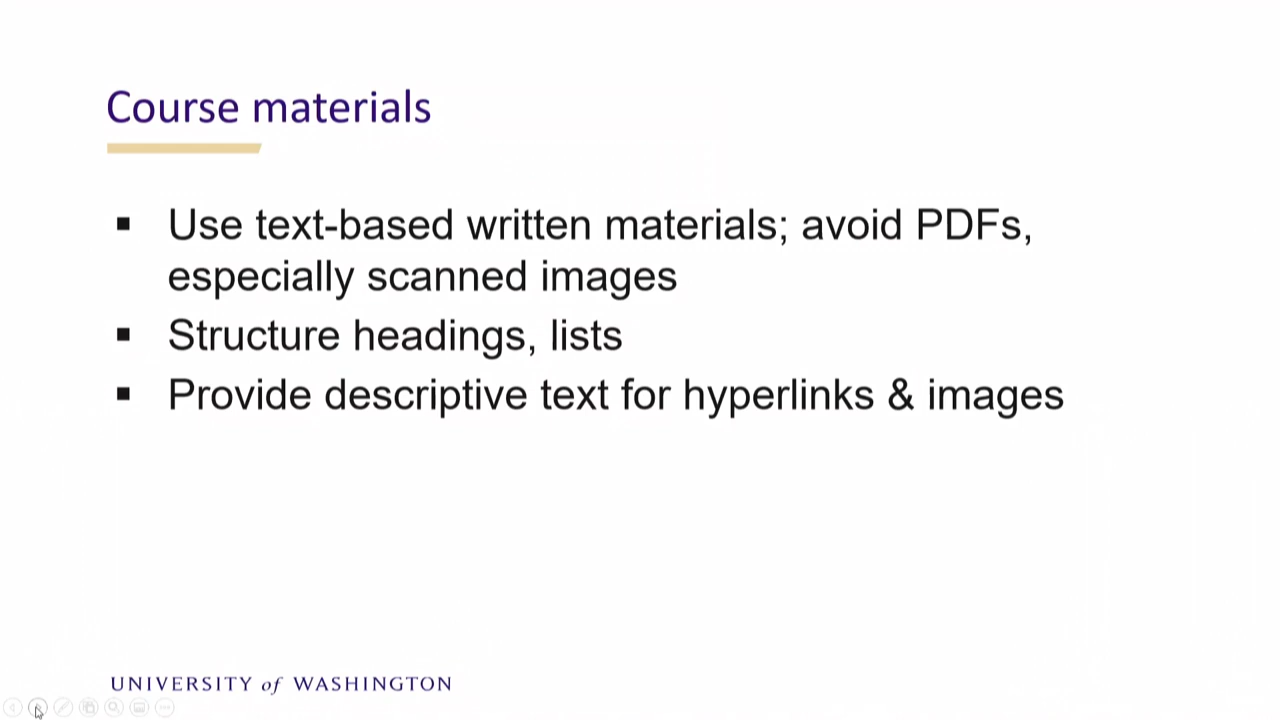 Course materials
▪ Use text-based written materials; avoid PDFs,
especially scanned images
▪ Structure headings, lists
▪ Provide descriptive text for hyperlinks & images
UNIVERSITY of WASHINGTON